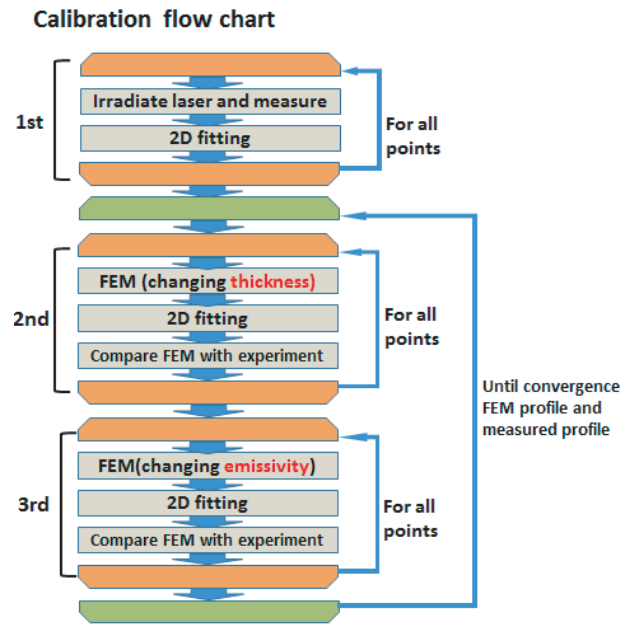 Calibration flow chart
1st
Irradiate laser and measure
2D fitting
For all
points
2nd
FEM (changing thickness)
2D fitting
Compare FEM with experiment
For all
points
Until convergence
FEM profile and
measured profile
3rd
FEM(changing emissivity)
2D fitting
Compare FEM with experiment
For all
points